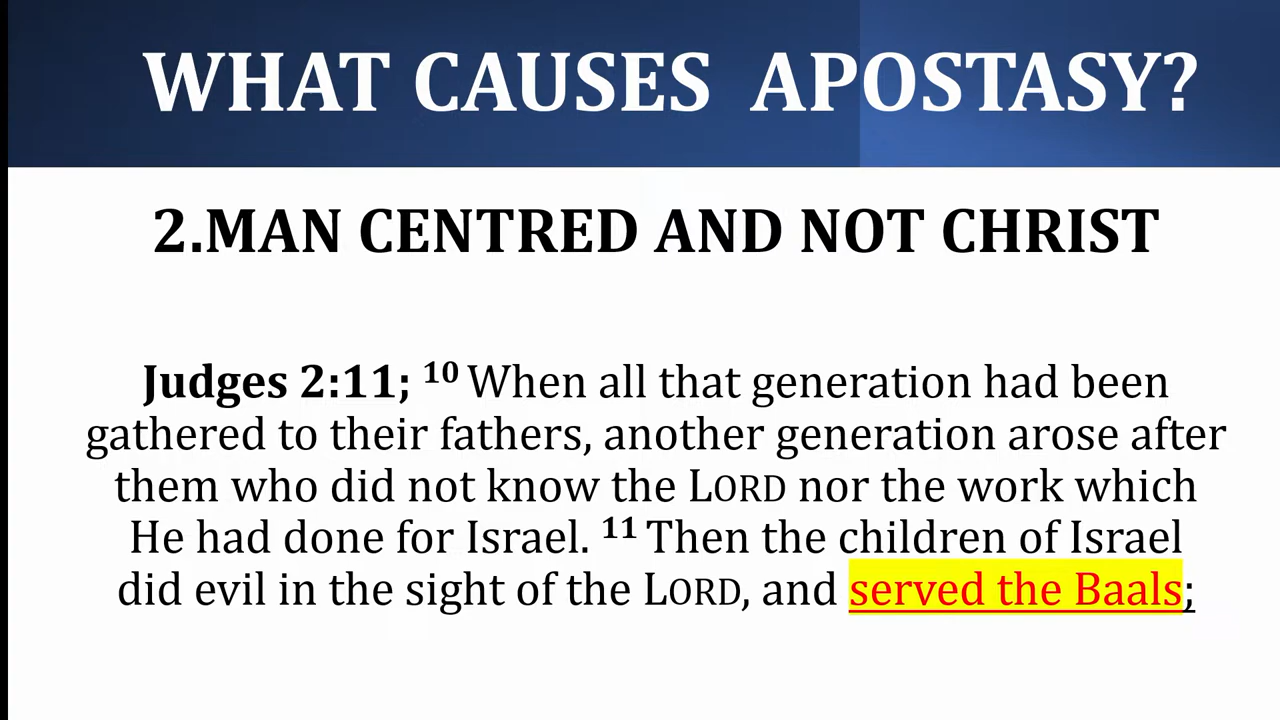 WHAT CAUSES APOSTASY?
2.MAN CENTRED AND NOT CHRIST
Judges 2:11; 10 When all that generation had been
gathered to their fathers, another generation arose after
them who did not know the LORD nor the work which
He had done for Israel. 11 Then the children of Israel
did evil in the sight of the LORD, and served the Baals;